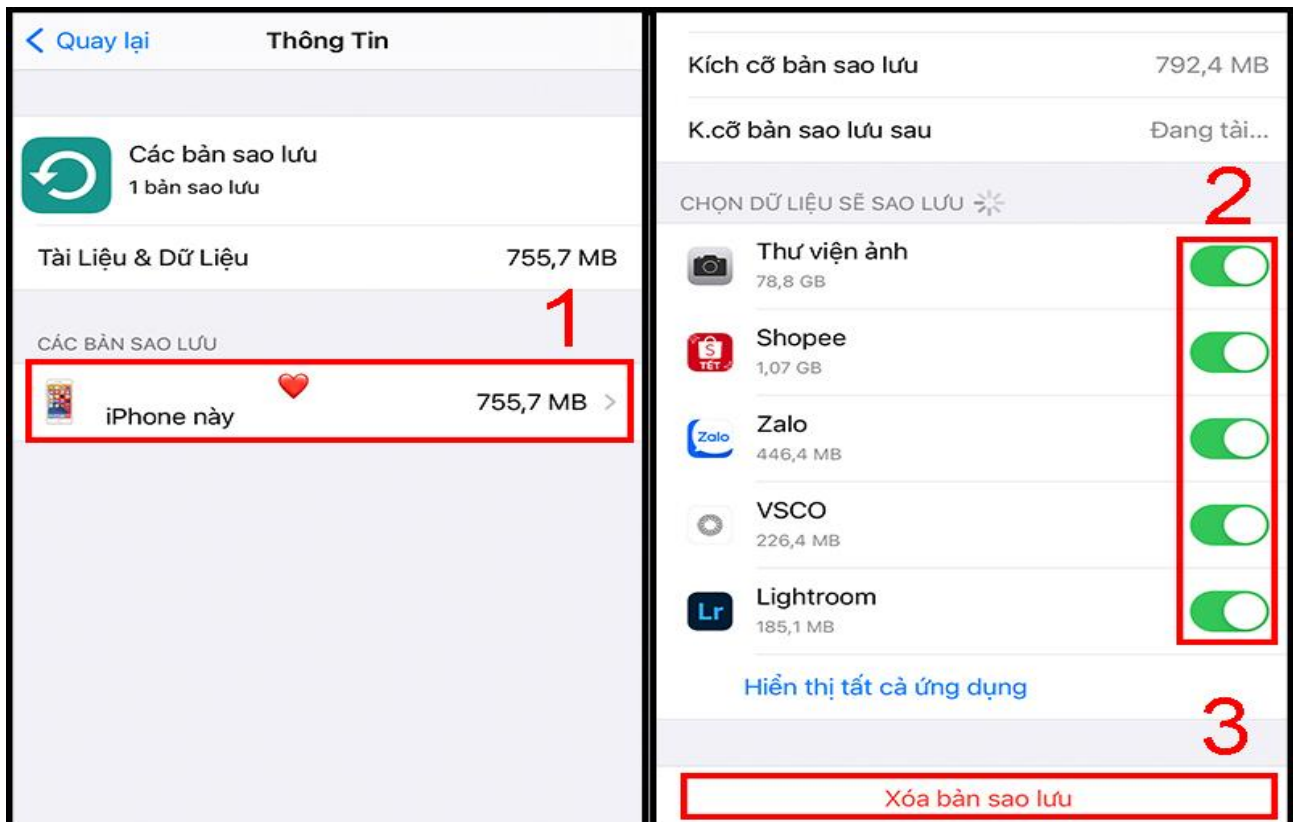 Quay lại
Thông Tin
Các bản sao lưu
1 bản sao lưu
Tài Liệu & Dữ Liệu
755,7 MB
1
CÁC BẢN SAO LƯU
iPhone này
755,7 MB
Kích cỡ bản sao lưu
792,4 MB
K.cỡ bản sao lưu sau
Đang tải...
2
CHỌN DỮ LIỆU SẼ SAO LƯU
Thư viện ảnh
78,8 GB
S
TẾT
Shopee
1,07 GB
Zalo
Zalo
446,4 MB
VSCO
226,4 MB
Lr
Lightroom
185,1 MB
Hiển thị tất cả ứng dụng
3
Xóa bản sao lưu